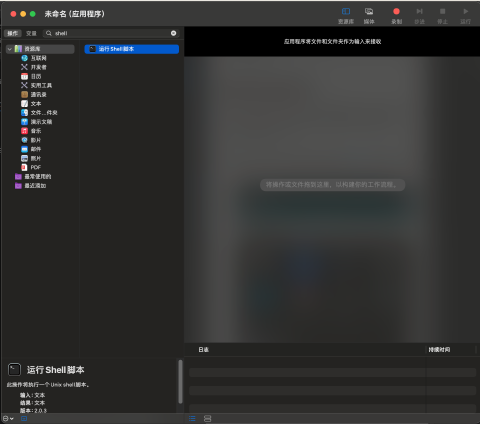 未命名 (应用程序)
资源库
媒体
录制
步进
停止
运行
操作
变量
shell
资源库
互联网
开发者
日历
实用工具
通讯录
文本
文件...件夹
演示文稿
音乐
影片
邮件
照片
PDF
最常使用的
最近添加
运行 Shell 脚本
应用程序将文件和文件夹作为输入来接收
将操作或文件拖到这里，以构建您的工作流程。
日志
持续时间
运行 Shell 脚本
此操作将执行一个 Unix shell 脚本。
输入：文本
结果：文本
版本：2.0.3